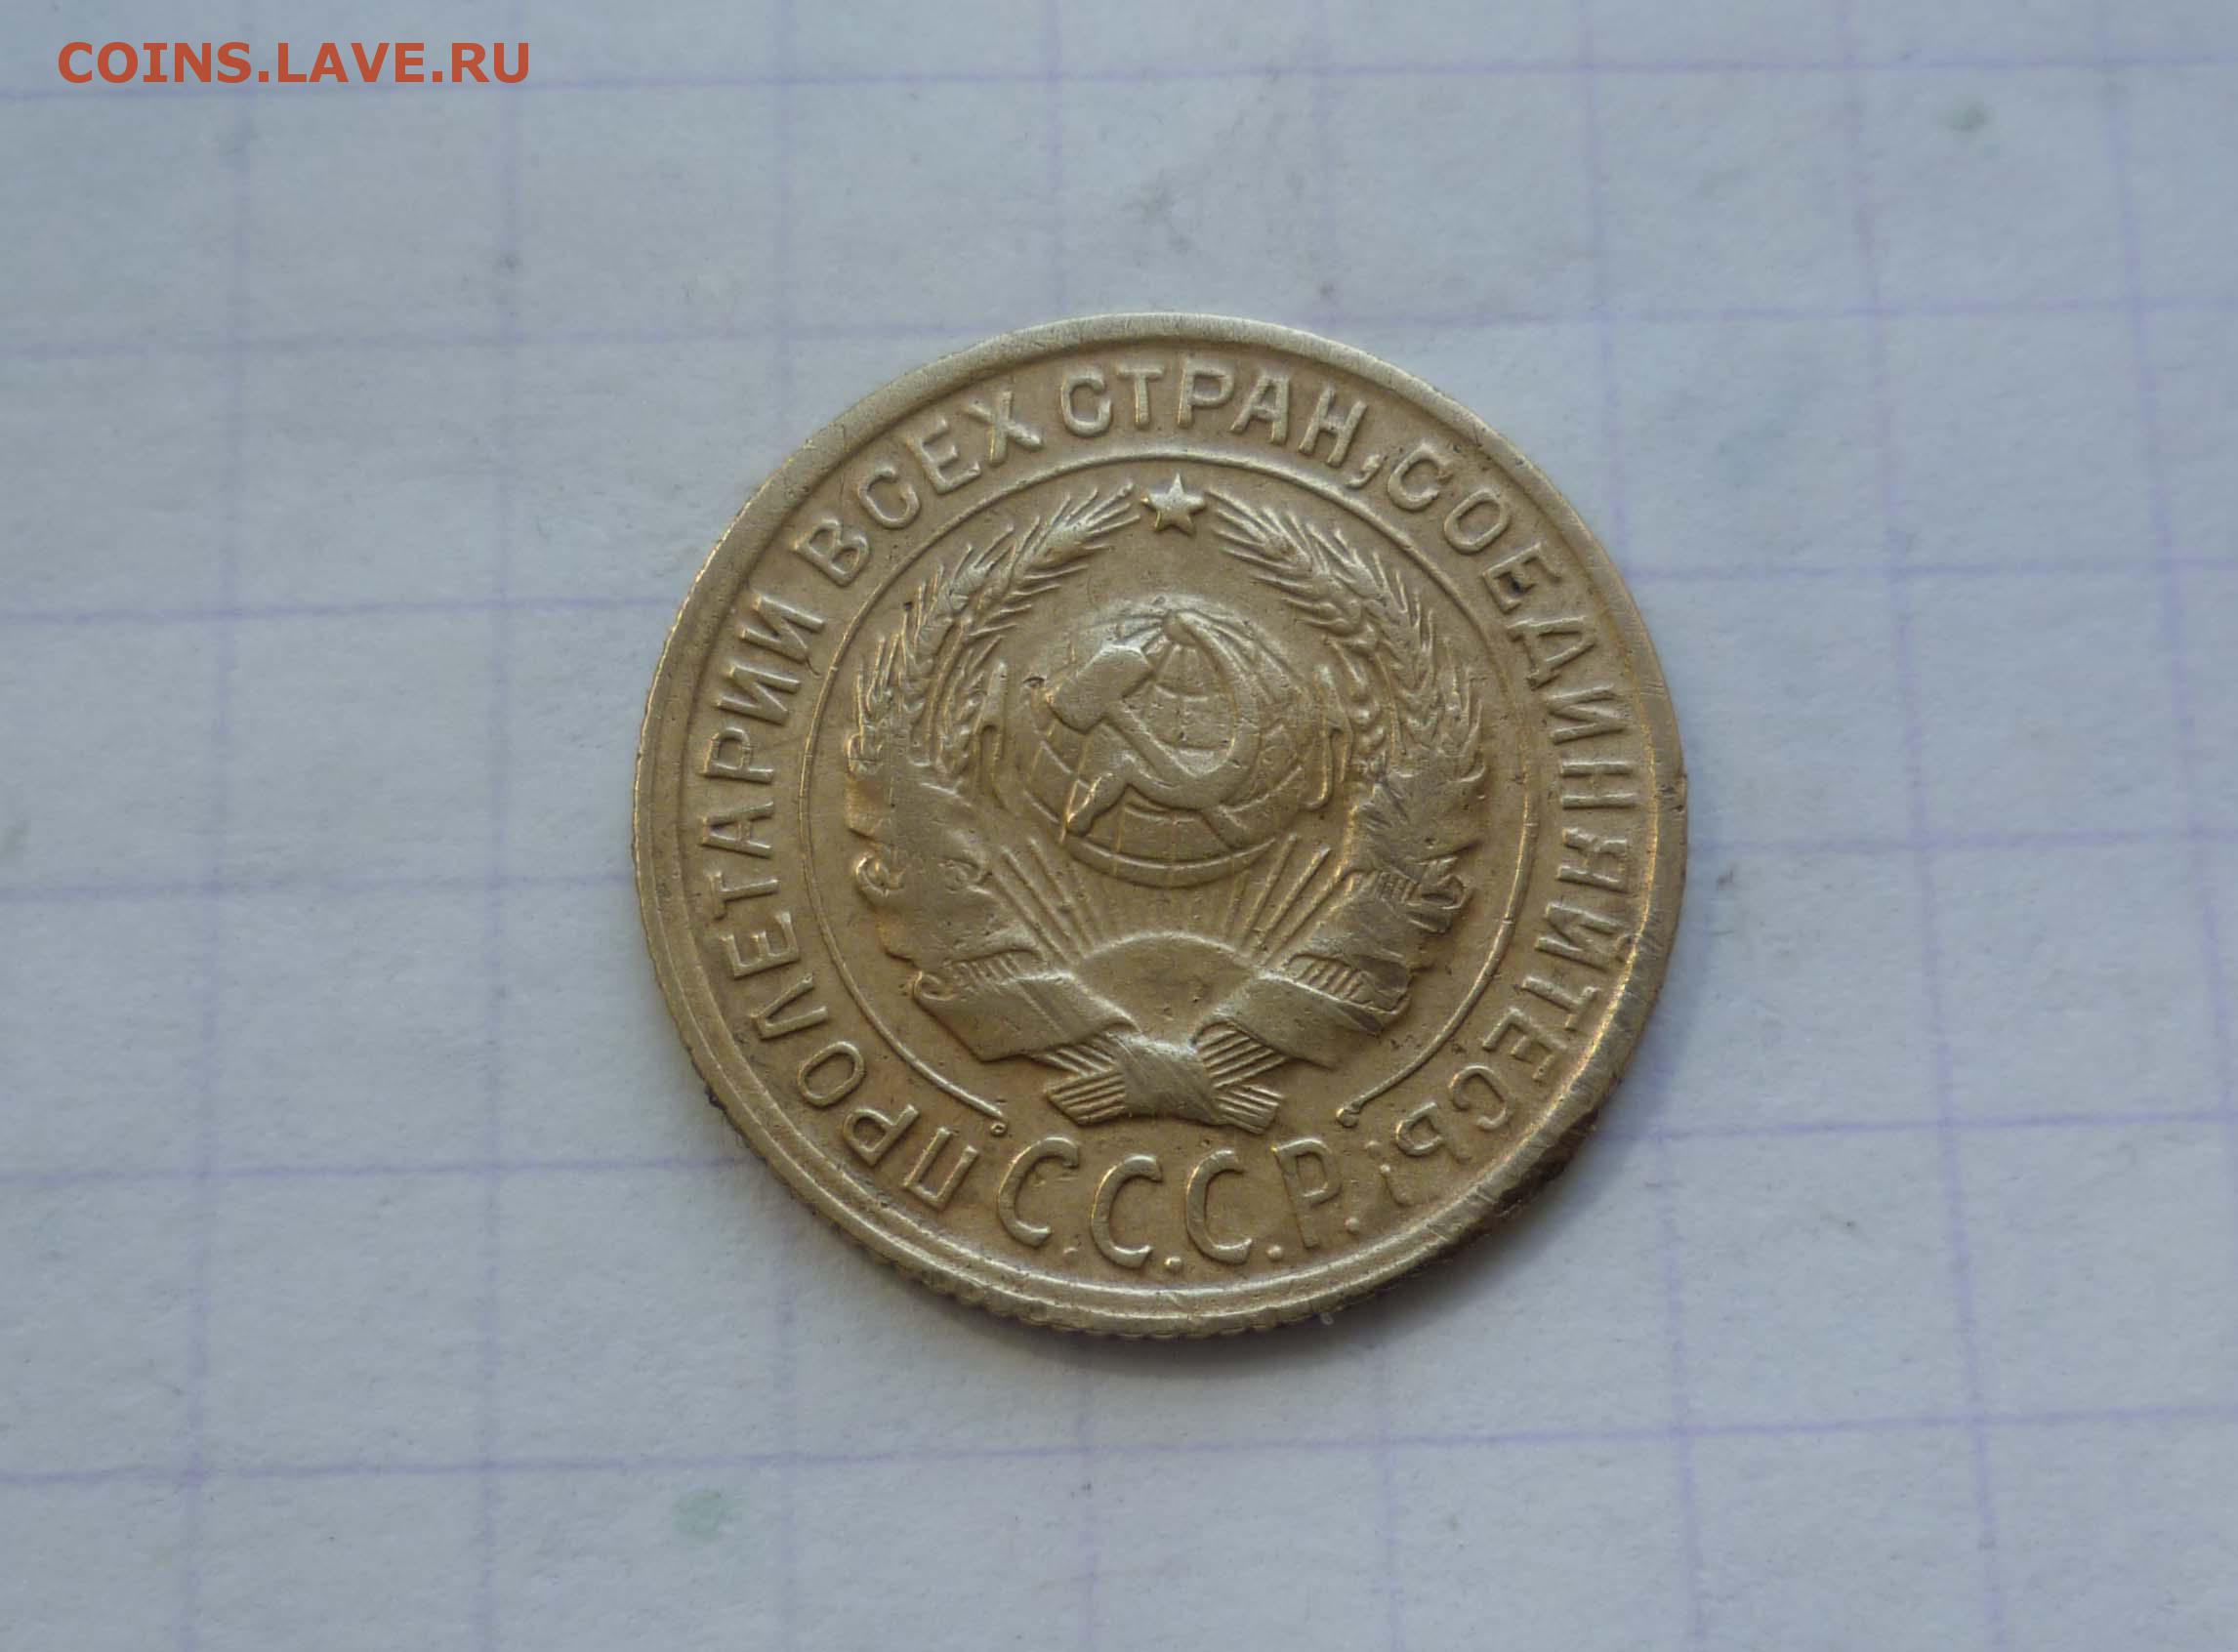 COINS.LAVE.RU
ПРОЛЕТАРИИ ВСЕХ СТРАН, СОЕДИНЯЙТЕСЬ!
С.С.С.Р.